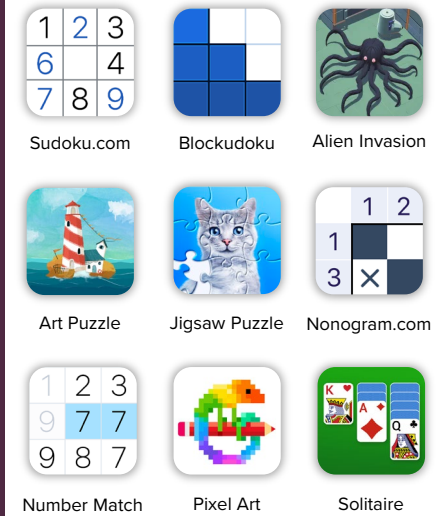 1 2 3
6 4
7 8 9
Sudoku.com
Blockudoku
Alien Invasion
Art Puzzle
Jigsaw Puzzle
1 2
1
3
Nonogram.com
1 2 3
9 7 7
9 8 7
Number Match
Pixel Art
K
A
Q
Solitaire